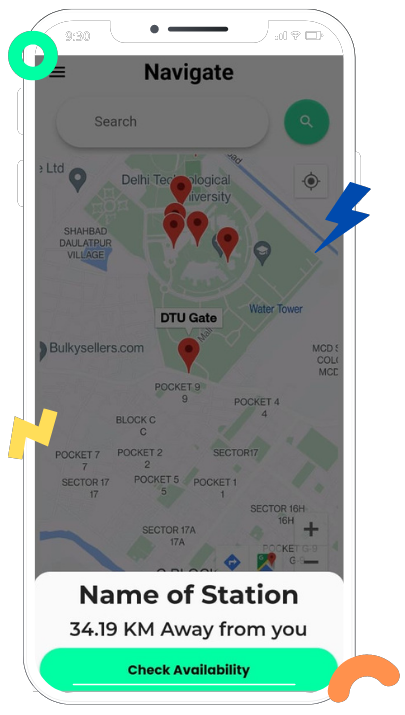 9:30
Navigate
Search
e Ltd
Delhi Technological
University
SHAHBAD
DAULATPUR
VILLAGE
Water Tower
DTU Gate
Mai
Bulkysellers.com
MCD S
COLO
MCD
POCKET 9
9
POCKET 4
4
BLOCK C
C
POCKET 7
7
POCKET 2
2
SECTOR17
SECTOR 17
17
POCKET 5
5
POCKET 1
1
SECTOR 16H
16H
SECTOR 17A
17A
POCKET G 9
G 9
C BLOCK
Name of Station
34.19 KM Away from you
Check Availability